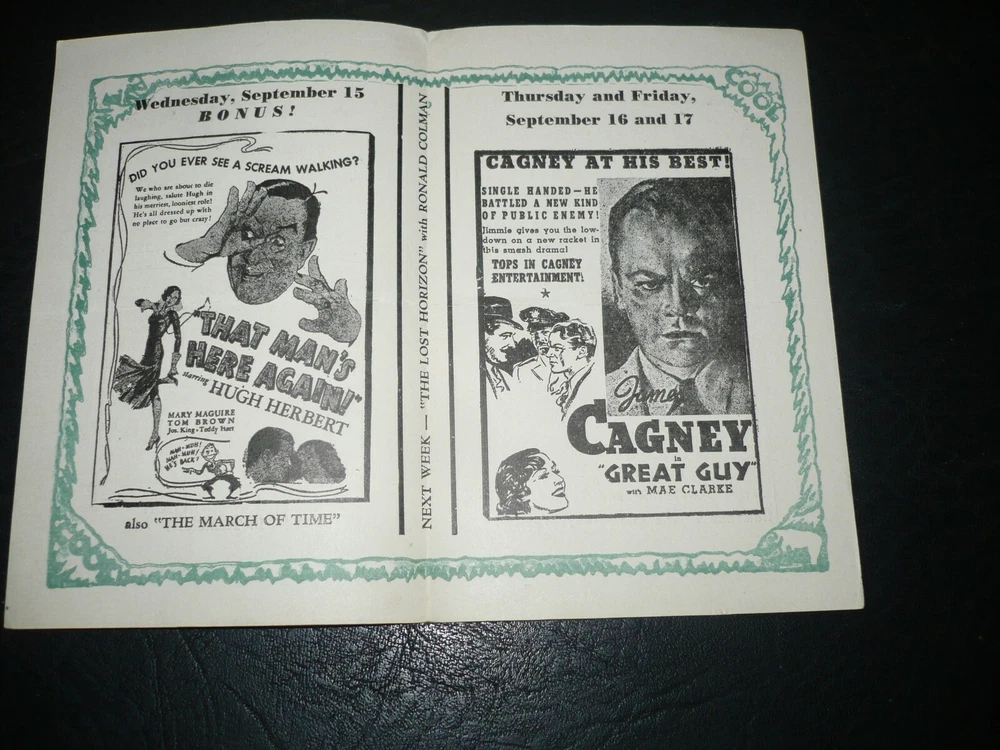 Wednesday, September 15
BONUS!
DID YOU EVER SEE A SCREAM WALKING?
We who are about to die
laughing, salute Hugh in
his merriest, looniest role!
He's all dressed up with
no place to go but crazy!
"THAT MAN'S
HERE AGAIN!"
starring
HUGH HERBERT
MARY MAGUIRE
TOM BROWN
Jos. King - Teddy Hart
HE'S BACK!
also "THE MARCH OF TIME"
NEXT WEEK — "THE LOST HORIZON" with RONALD COLMAN
COOL
Thursday and Friday,
September 16 and 17
CAGNEY AT HIS BEST!
SINGLE HANDED—HE
BATTLED A NEW KIND
OF PUBLIC ENEMY!
Jimmie gives you the low-
down on a new racket in
this smash drama!
TOPS IN CAGNEY
ENTERTAINMENT!
James
CAGNEY
in
"GREAT GUY"
with MAE CLARKE
COOL